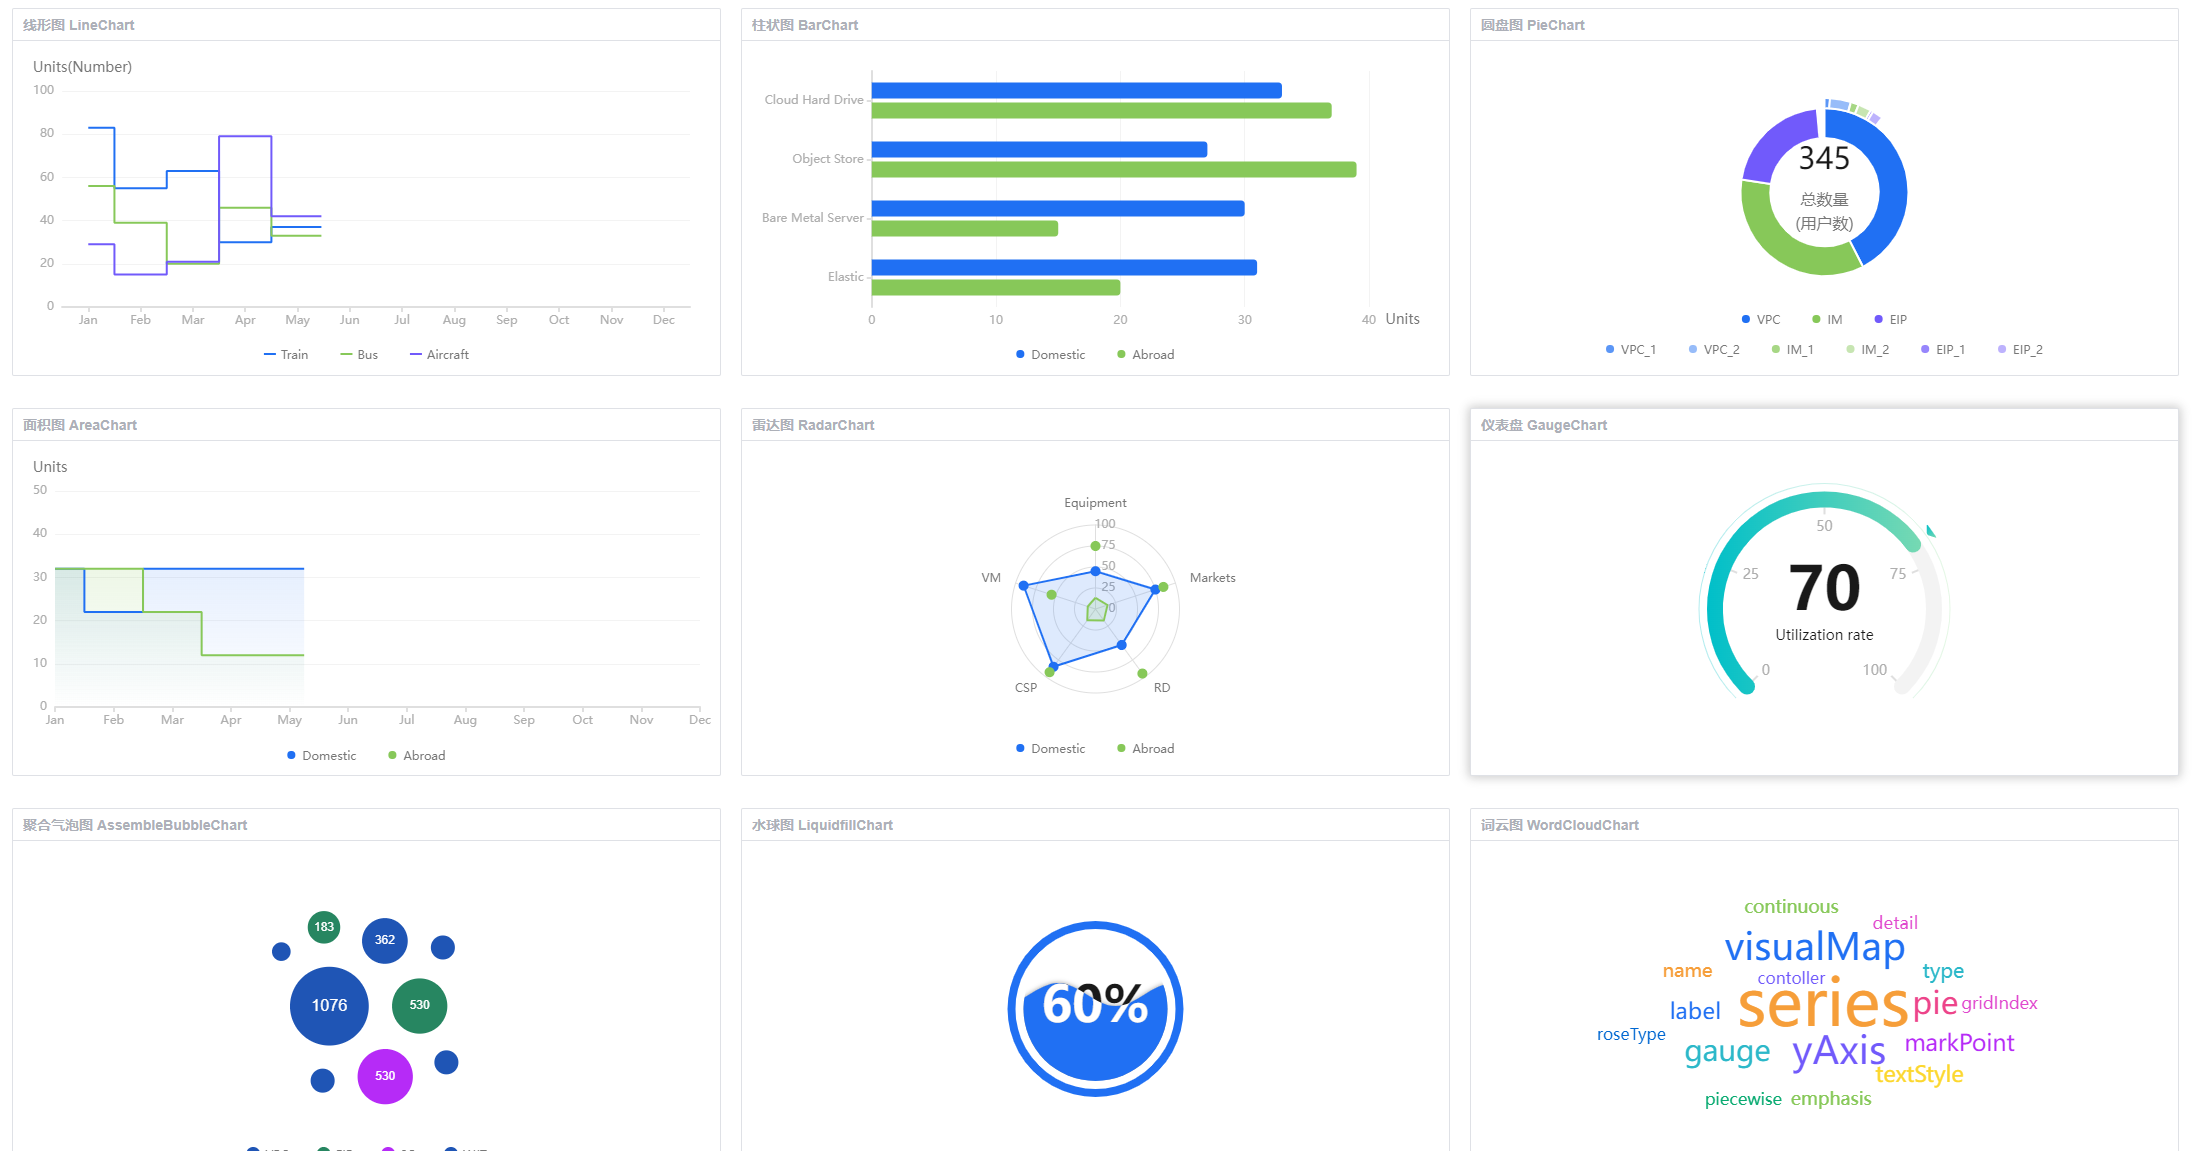 线形图 LineChart
Units(Number)
100
80
60
40
20
0
Jan Feb Mar Apr May Jun Jul Aug Sep Oct Nov Dec
Train Bus Aircraft
柱状图 BarChart
Cloud Hard Drive
Object Store
Bare Metal Server
Elastic
0 10 20 30 40 Units
Domestic Abroad
圆盘图 PieChart
345
总数量
(用户数)
VPC IM EIP
VPC_1 VPC_2 IM_1 IM_2 EIP_1 EIP_2
面积图 AreaChart
Units
50
40
30
20
10
0
Jan Feb Mar Apr May Jun Jul Aug Sep Oct Nov Dec
Domestic Abroad
雷达图 RadarChart
Equipment
100
75
50
VM Markets
25
0
CSP RD
Domestic Abroad
仪表盘 GaugeChart
50
25 75
70
Utilization rate
0 100
聚合气泡图 AssembleBubbleChart
183
362
1076
530
530
水球图 LiquidfillChart
60%
词云图 WordCloudChart
continuous
detail
visualMap
name
type
contoller
series
pie
gridIndex
label
roseType
markPoint
gauge
yAxis
textStyle
piecewise
emphasis